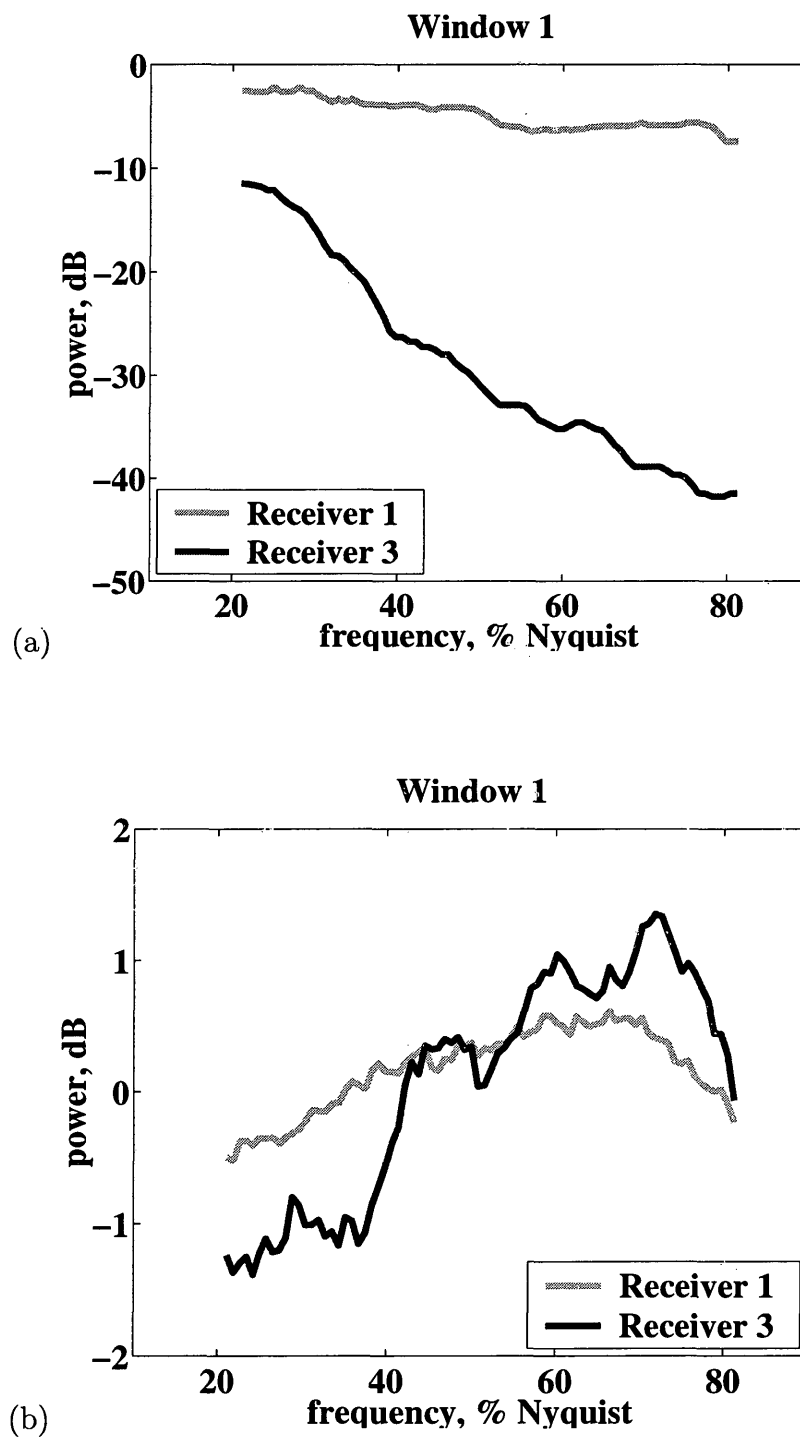 Window 1
0
−10
−20
−30
−40
−50
power, dB
Receiver 1
Receiver 3
20 40 60 80
frequency, % Nyquist
(a)
Window 1
2
1
0
−1
−2
power, dB
Receiver 1
Receiver 3
20 40 60 80
frequency, % Nyquist
(b)